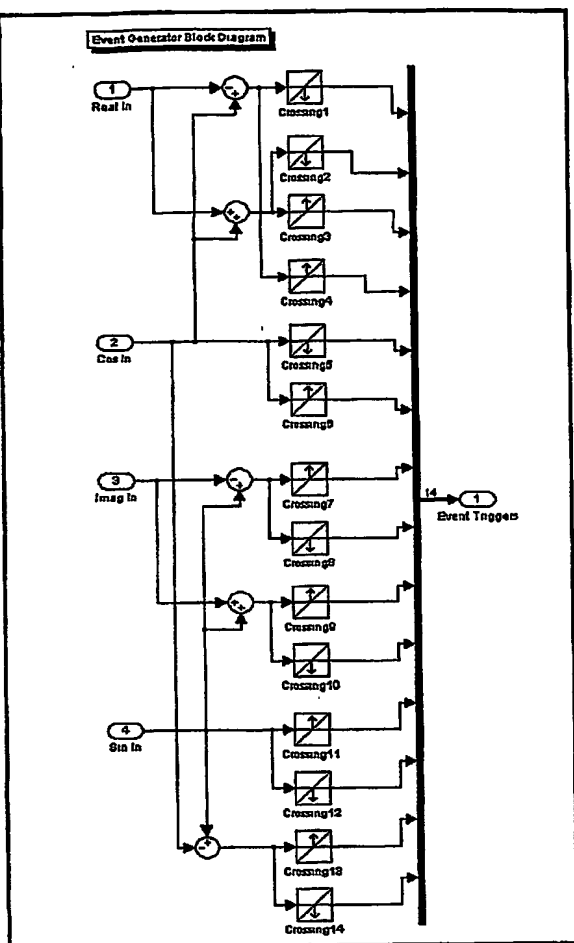 Event Generator Block Diagram
1
Real In
- +
Crossing1
Crossing2
+ +
Crossing3
Crossing4
2
Cos In
Crossing5
Crossing6
3
Imag In
- +
Crossing7
14
1
Event Triggers
Crossing8
+ +
Crossing9
Crossing10
4
Sin In
Crossing11
Crossing12
- +
Crossing13
Crossing14